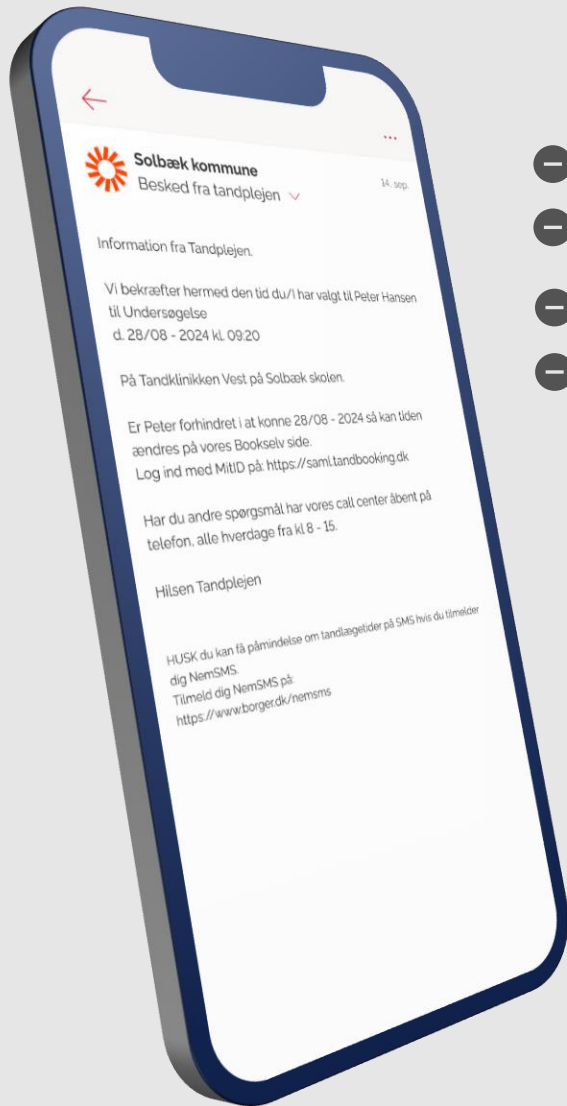 Solbæk kommune
Besked fra tandplejen
14. sep.
Information fra Tandplejen.
Vi bekræfter hermed den tid du/I har valgt til Peter Hansen
til Undersøgelse
d. 28/08 - 2024 kl. 09:20
På Tandklinikken Vest på Solbæk skolen.
Er Peter forhindret i at konne 28/08 - 2024 så kan tiden
ændres på vores Bookselv side.
Log ind med MitID på: https://saml.tandbooking.dk
Har du andre spørgsmål har vores call center åbent på
telefon, alle hverdage fra kl 8 - 15.
Hilsen Tandplejen
HUSK du kan få påmindelse om tandlægetider på SMS hvis du tilmelder
dig NemSMS.
Tilmeld dig NemSMS på:
https://www.borger.dk/nemsms